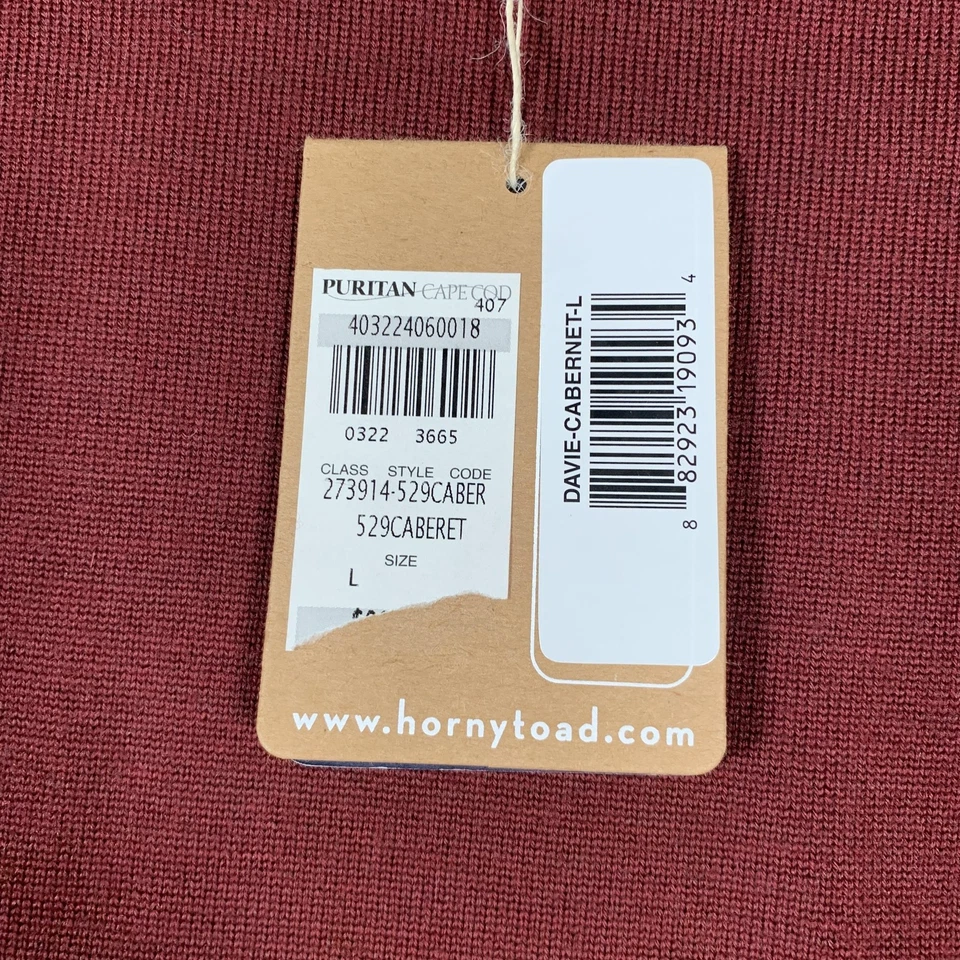 PURITAN CAPE COD
407
403224060018
0322 3665
CLASS STYLE CODE
273914-529CABER
529CABERET
SIZE
L
DAVIE-CABERNET-L
8 82923 19093 4
www.hornytoad.com